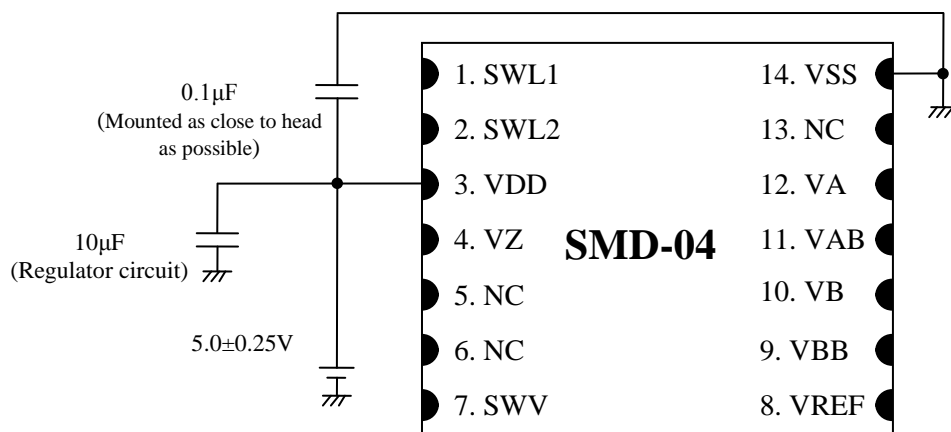 0.1μF
(Mounted as close to head
as possible)
10μF
(Regulator circuit)
5.0±0.25V
1. SWL1
2. SWL2
3. VDD
4. VZ
5. NC
6. NC
7. SWV
SMD-04
14. VSS
13. NC
12. VA
11. VAB
10. VB
9. VBB
8. VREF